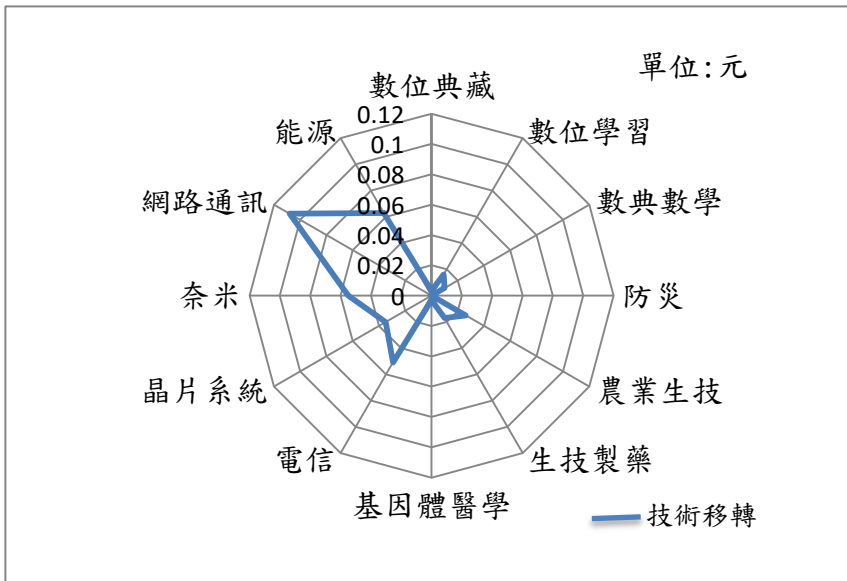 單位:元
數位典藏
數位學習
數典數學
防災
農業生技
生技製藥
基因體醫學
電信
晶片系統
奈米
網路通訊
能源
0.12
0.1
0.08
0.06
0.04
0.02
0
技術移轉